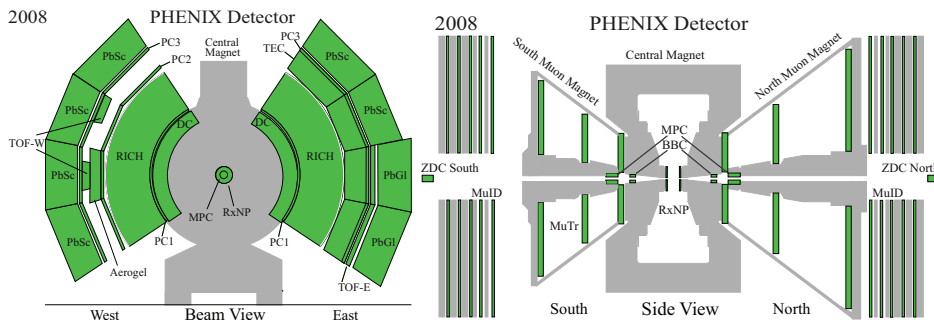 2008
PHENIX Detector
PC3
PbSc
PC2
Central
Magnet
PC3
TEC
PbSc
PbSc
PbSc
TOF-W
DC
DC
RICH
RICH
PbSc
PbGl
MPC
RxNP
PbSc
PC1
PC1
PbGl
Aerogel
TOF-E
West
Beam View
East
2008
PHENIX Detector
South Muon Magnet
Central Magnet
North Muon Magnet
MPC
BBC
ZDC South
ZDC North
MuID
RxNP
MuID
MuTr
South
Side View
North